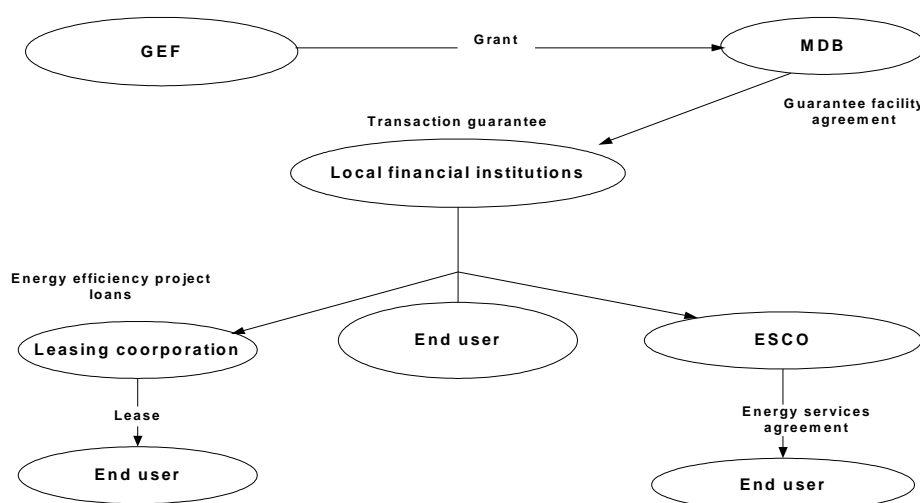 Grant
GEF
MDB
Guarantee facility
agreement
Transaction guarantee
Local financial institutions
Energy efficiency project
loans
Leasing coorporation
End user
ESCO
Lease
Energy services
agreement
End user
End user